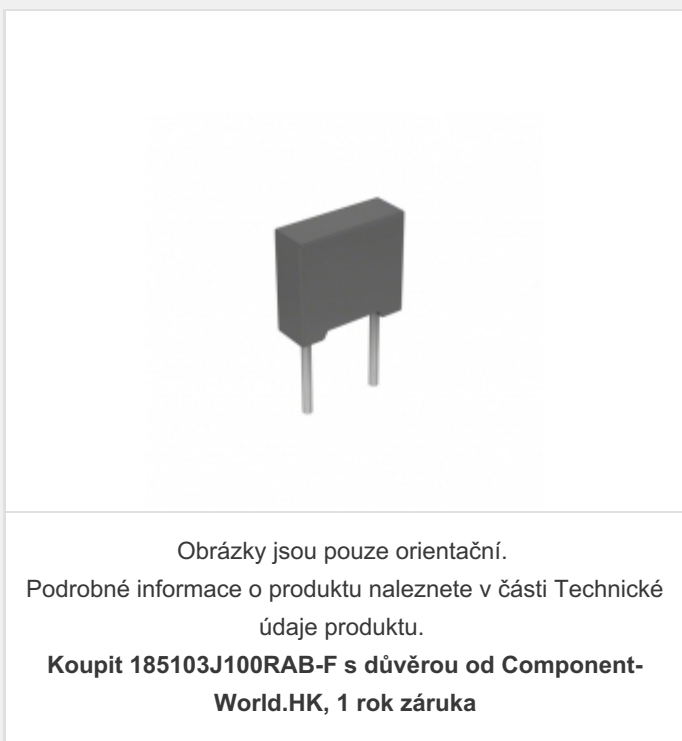 Obrázky jsou pouze orientační.
Podrobné informace o produktu naleznete v části Technické
údaje produktu.
Koupit 185103J100RAB-F s důvěrou od Component-
World.HK, 1 rok záruka